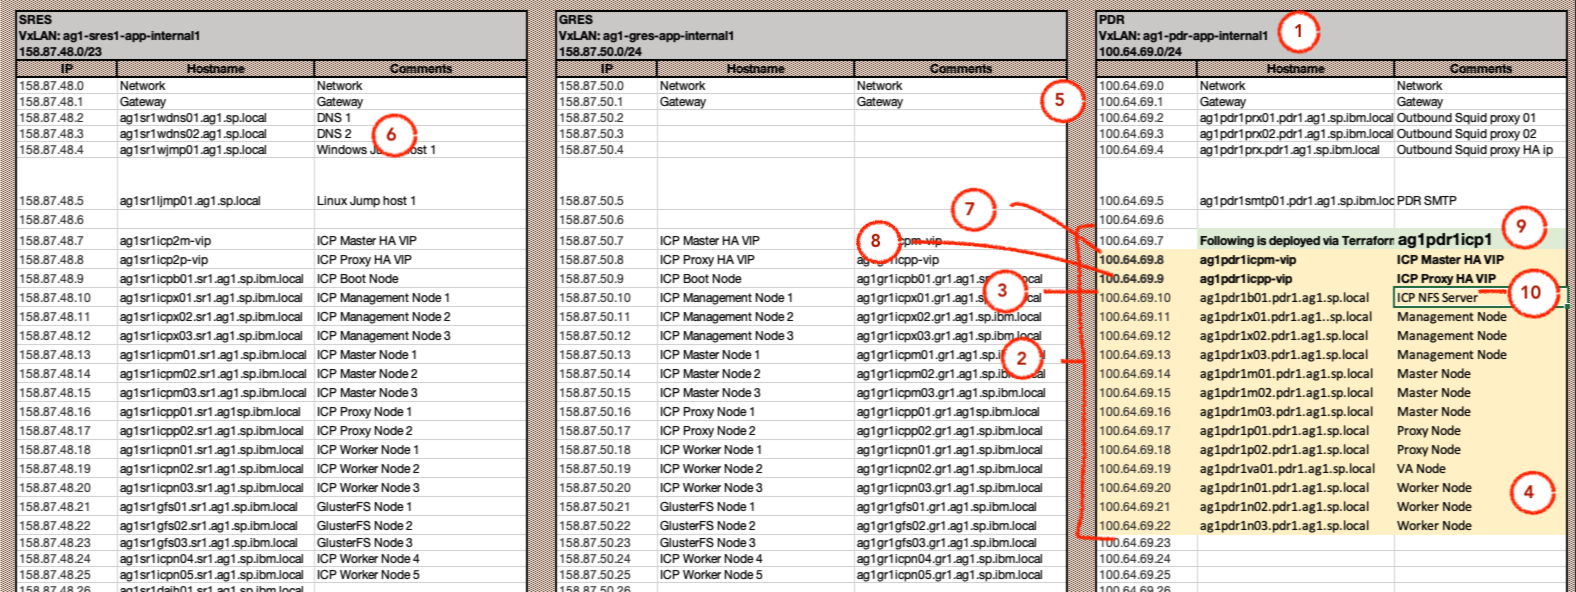 SRES
VxLAN: ag1-sres1-app-internal1
158.87.48.0/23
IP Hostname Comments
158.87.48.0 Network Network
158.87.48.1 Gateway Gateway
158.87.48.2 ag1sr1wdns01.ag1.sp.local DNS 1
158.87.48.3 ag1sr1wdns02.ag1.sp.local DNS 2
6
158.87.48.4 ag1sr1wjmp01.ag1.sp.local Windows ost 1
158.87.48.5 ag1sr1ljmp01.ag1.sp.local Linux Jump host 1
158.87.48.6
158.87.48.7 ag1sr1icp2m-vip ICP Master HA VIP
158.87.48.8 ag1sr1icp2p-vip ICP Proxy HA VIP
158.87.48.9 ag1sr1icpb01.sr1.ag1.sp.ibm.local ICP Boot Node
158.87.48.10 ag1sr1icpx01.sr1.ag1.sp.ibm.local ICP Management Node 1
158.87.48.11 ag1sr1icpx02.sr1.ag1.sp.ibm.local ICP Management Node 2
158.87.48.12 ag1sr1icpx03.sr1.ag1.sp.ibm.local ICP Management Node 3
158.87.48.13 ag1sr1icpm01.sr1.ag1.sp.ibm.local ICP Master Node 1
158.87.48.14 ag1sr1icpm02.sr1.ag1.sp.ibm.local ICP Master Node 2
158.87.48.15 ag1sr1icpm03.sr1.ag1.sp.ibm.local ICP Master Node 3
158.87.48.16 ag1sr1icpp01.sr1.ag1sp.ibm.local ICP Proxy Node 1
158.87.48.17 ag1sr1icpp02.sr1.ag1.sp.ibm.local ICP Proxy Node 2
158.87.48.18 ag1sr1icpn01.sr1.ag1.sp.ibm.local ICP Worker Node 1
158.87.48.19 ag1sr1icpn02.sr1.ag1.sp.ibm.local ICP Worker Node 2
158.87.48.20 ag1sr1icpn03.sr1.ag1.sp.ibm.local ICP Worker Node 3
158.87.48.21 ag1sr1gfs01.sr1.ag1.sp.ibm.local GlusterFS Node 1
158.87.48.22 ag1sr1gfs02.sr1.ag1.sp.ibm.local GlusterFS Node 2
158.87.48.23 ag1sr1gfs03.sr1.ag1.sp.ibm.local GlusterFS Node 3
158.87.48.24 ag1sr1icpn04.sr1.ag1.sp.ibm.local ICP Worker Node 4
158.87.48.25 ag1sr1icpn05.sr1.ag1.sp.ibm.local ICP Worker Node 5
158.87.48.26
GRES
VxLAN: ag1-gres-app-internal1
158.87.50.0/24
IP Hostname Comments
158.87.50.0 Network Network
158.87.50.1 Gateway Gateway
5
158.87.50.2
158.87.50.3
158.87.50.4
158.87.50.5
7
158.87.50.6
158.87.50.7 ICP Master HA VIP
8
158.87.50.8 ICP Proxy HA VIP
158.87.50.9 ICP Boot Node ag1gr1icpb01.gr1.ag1.sp.ibm.local
158.87.50.10 ICP Management Node 1
3
158.87.50.11 ICP Management Node 2 ag1gr1icpx02.gr1.ag1.sp.ibm.local
158.87.50.12 ICP Management Node 3 ag1gr1icpx03.gr1.ag1.sp.ibm.local
158.87.50.13 ICP Master Node 1
2
158.87.50.14 ICP Master Node 2
158.87.50.15 ICP Master Node 3 ag1gr1icpm03.gr1.ag1.sp.ibm.local
158.87.50.16 ICP Proxy Node 1 ag1gr1icpp01.gr1.ag1sp.ibm.local
158.87.50.17 ICP Proxy Node 2 ag1gr1icpp02.gr1.ag1.sp.ibm.local
158.87.50.18 ICP Worker Node 1 ag1gr1icpn01.gr1.ag1.sp.ibm.local
158.87.50.19 ICP Worker Node 2 ag1gr1icpn02.gr1.ag1.sp.ibm.local
158.87.50.20 ICP Worker Node 3 ag1gr1icpn03.gr1.ag1.sp.ibm.local
158.87.50.21 GlusterFS Node 1 ag1gr1gfs01.gr1.ag1.sp.ibm.local
158.87.50.22 GlusterFS Node 2 ag1gr1gfs02.gr1.ag1.sp.ibm.local
158.87.50.23 GlusterFS Node 3 ag1gr1gfs03.gr1.ag1.sp.ibm.local
158.87.50.24 ICP Worker Node 4 ag1gr1icpn04.gr1.ag1.sp.ibm.local
158.87.50.25 ICP Worker Node 5 ag1gr1icpn05.gr1.ag1.sp.ibm.local
158.87.50.26
PDR
VxLAN: ag1-pdr-app-internal1
1
100.64.69.0/24
Hostname Comments
100.64.69.0 Network Network
100.64.69.1 Gateway Gateway
100.64.69.2 ag1pdr1prx01.pdr1.ag1.sp.ibm.local Outbound Squid proxy 01
100.64.69.3 ag1pdr1prx02.pdr1.ag1.sp.ibm.local Outbound Squid proxy 02
100.64.69.4 ag1pdr1prx.pdr1.ag1.sp.ibm.local Outbound Squid proxy HA ip
100.64.69.5 ag1pdr1smtp01.pdr1.ag1.sp.ibm.loc PDR SMTP
100.64.69.6
9
100.64.69.7 Following is deployed via Terraform ag1pdr1icp1
100.64.69.8 ag1pdr1icpm-vip ICP Master HA VIP
100.64.69.9 ag1pdr1icpp-vip ICP Proxy HA VIP
100.64.69.10 ag1pdr1b01.pdr1.ag1.sp.local ICP NFS Server
10
100.64.69.11 ag1pdr1x01.pdr1.ag1..sp.local Management Node
100.64.69.12 ag1pdr1x02.pdr1.ag1.sp.local Management Node
100.64.69.13 ag1pdr1x03.pdr1.ag1.sp.local Management Node
100.64.69.14 ag1pdr1m01.pdr1.ag1.sp.local Master Node
100.64.69.15 ag1pdr1m02.pdr1.ag1.sp.local Master Node
100.64.69.16 ag1pdr1m03.pdr1.ag1.sp.local Master Node
100.64.69.17 ag1pdr1p01.pdr1.ag1.sp.local Proxy Node
100.64.69.18 ag1pdr1p02.pdr1.ag1.sp.local Proxy Node
100.64.69.19 ag1pdr1va01.pdr1.ag1.sp.local VA Node
100.64.69.20 ag1pdr1n01.pdr1.ag1.sp.local Worker Node
4
100.64.69.21 ag1pdr1n02.pdr1.ag1.sp.local Worker Node
100.64.69.22 ag1pdr1n03.pdr1.ag1.sp.local Worker Node
100.64.69.23
100.64.69.24
100.64.69.25
100.64.69.26